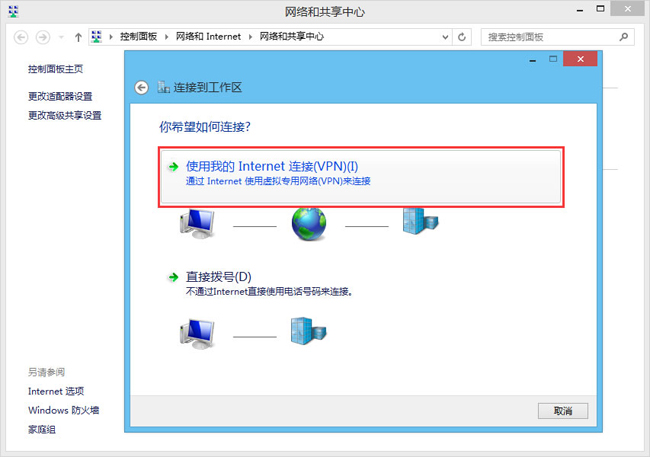 网络和共享中心
控制面板 网络和 Internet 网络和共享中心
搜索控制面板
控制面板主页
更改适配器设置
更改高级共享设置
连接到工作区
你希望如何连接?
使用我的 Internet 连接(VPN)(I)
通过 Internet 使用虚拟专用网络(VPN)来连接
直接拨号(D)
不通过Internet直接使用电话号码来连接。
另请参阅
Internet 选项
Windows 防火墙
家庭组
取消